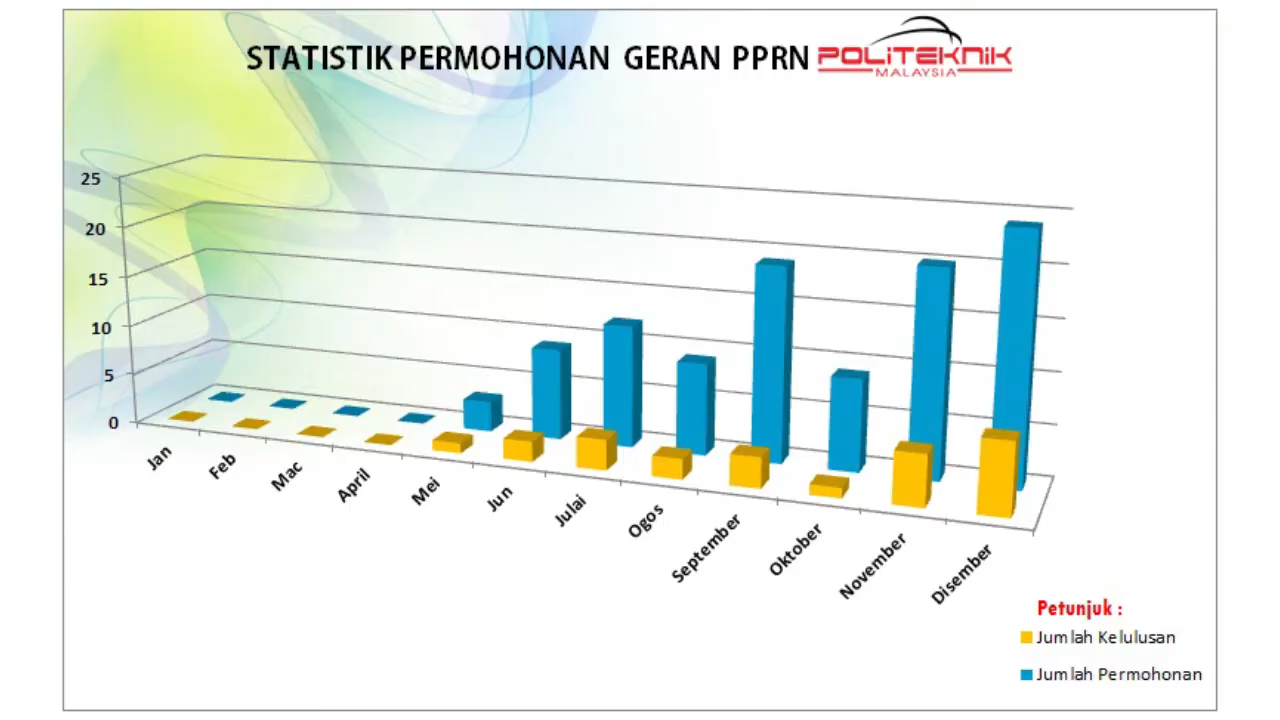 STATISTIK PERMOHONAN GERAN PPRN POLITEKNIK
MALAYSIA
25
20
15
10
5
0
Jan
Feb
Mac
April
Mei
Jun
Julai
Ogos
September
Oktober
November
Disember
Petunjuk :
Jumlah Kelulusan
Jumlah Permohonan